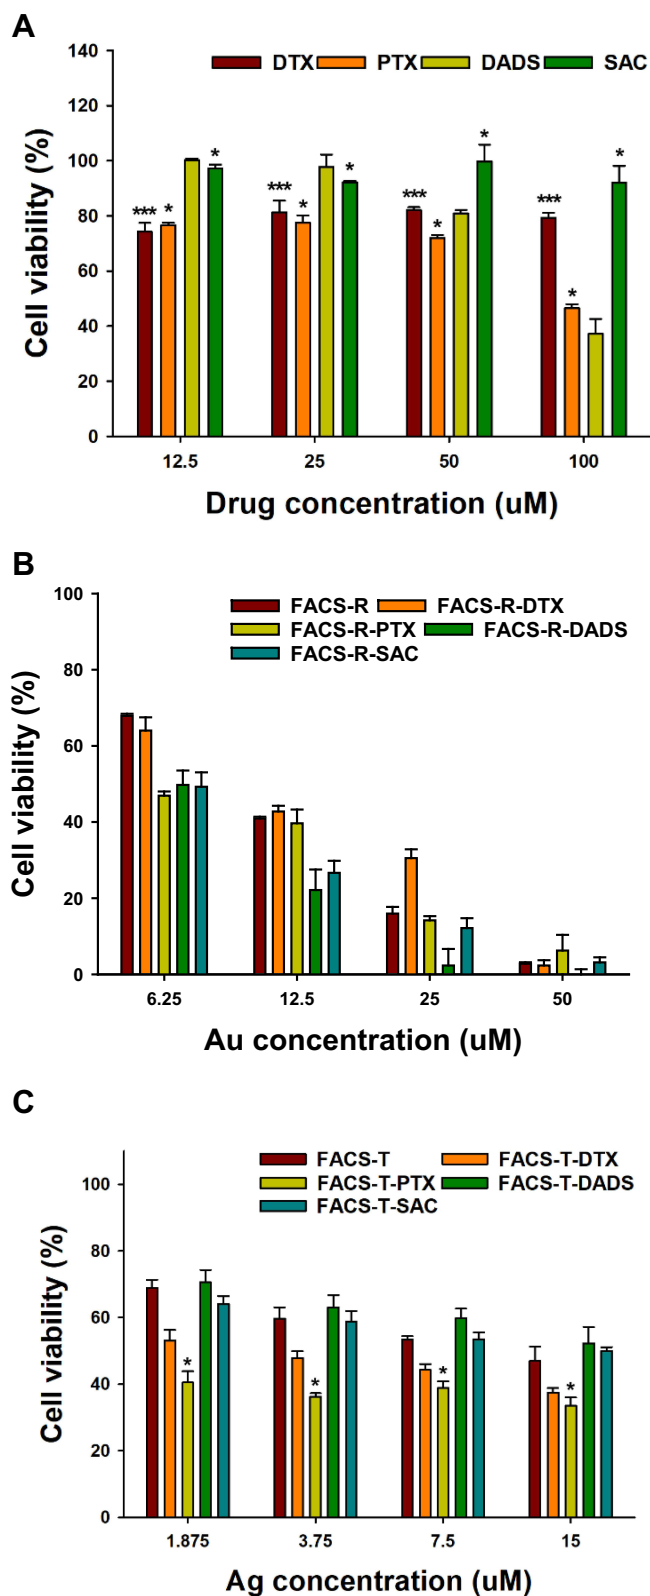 A
140
DTX PTX DADS SAC
120
100
80
60
40
20
0
Cell viability (%)
*** * *
*** * *
*** * *
*** * *
12.5 25 50 100
Drug concentration (uM)
B
100
FACS-R FACS-R-DTX
FACS-R-PTX FACS-R-DADS
FACS-R-SAC
80
60
40
20
0
Cell viability (%)
6.25 12.5 25 50
Au concentration (uM)
C
FACS-T FACS-T-DTX
FACS-T-PTX FACS-T-DADS
FACS-T-SAC
100
80
60
40
20
0
Cell viability (%)
* * * *
1.875 3.75 7.5 15
Ag concentration (uM)